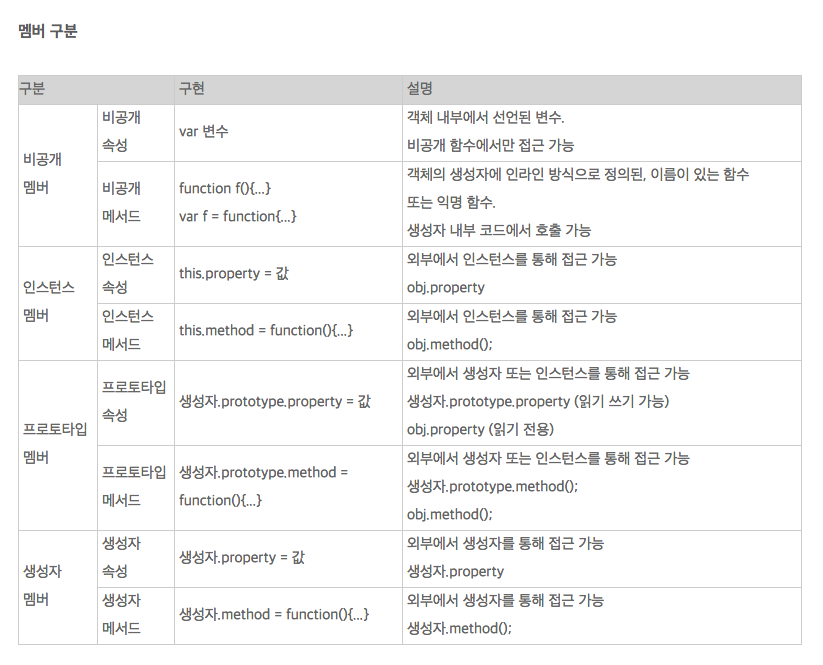 멤버 구분
구분 구현 설명
비공개
멤버
비공개
속성
var 변수
객체 내부에서 선언된 변수.
비공개 함수에서만 접근 가능
비공개
메서드
function f(){...}
var f = function{...}
객체의 생성자에 인라인 방식으로 정의된, 이름이 있는 함수
또는 익명 함수.
생성자 내부 코드에서 호출 가능
인스턴스
멤버
인스턴스
속성
this.property = 값
외부에서 인스턴스를 통해 접근 가능
obj.property
인스턴스
메서드
this.method = function(){...}
외부에서 인스턴스를 통해 접근 가능
obj.method();
프로토타입
멤버
프로토타입
속성
생성자.prototype.property = 값
외부에서 생성자 또는 인스턴스를 통해 접근 가능
생성자.prototype.property (읽기 쓰기 가능)
obj.property (읽기 전용)
프로토타입
메서드
생성자.prototype.method =
function(){...}
외부에서 생성자 또는 인스턴스를 통해 접근 가능
생성자.prototype.method();
obj.method();
생성자
멤버
생성자
속성
생성자.property = 값
외부에서 생성자를 통해 접근 가능
생성자.property
생성자
메서드
생성자.method = function(){...}
외부에서 생성자를 통해 접근 가능
생성자.method();